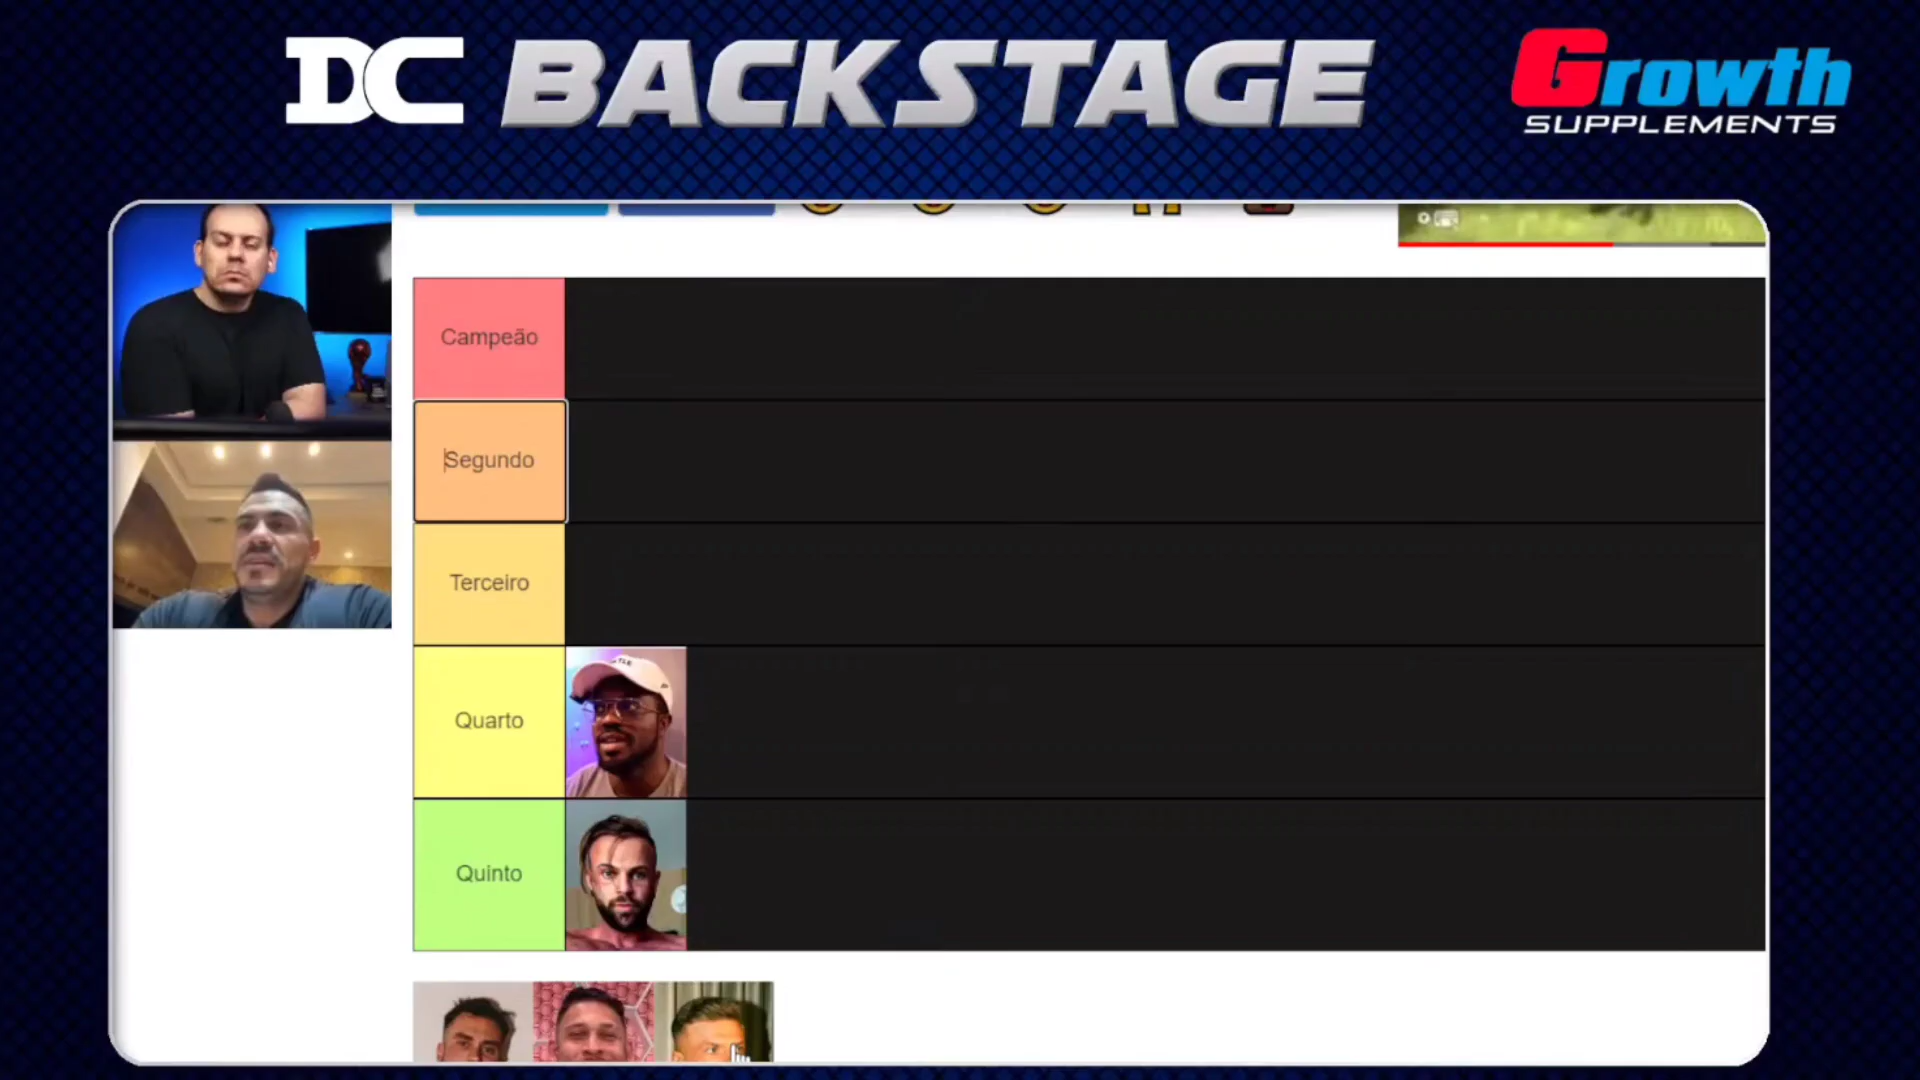 DC BACKSTAGE
Growth
SUPPLEMENTS
Campeão
Segundo
Terceiro
Quarto
Quinto